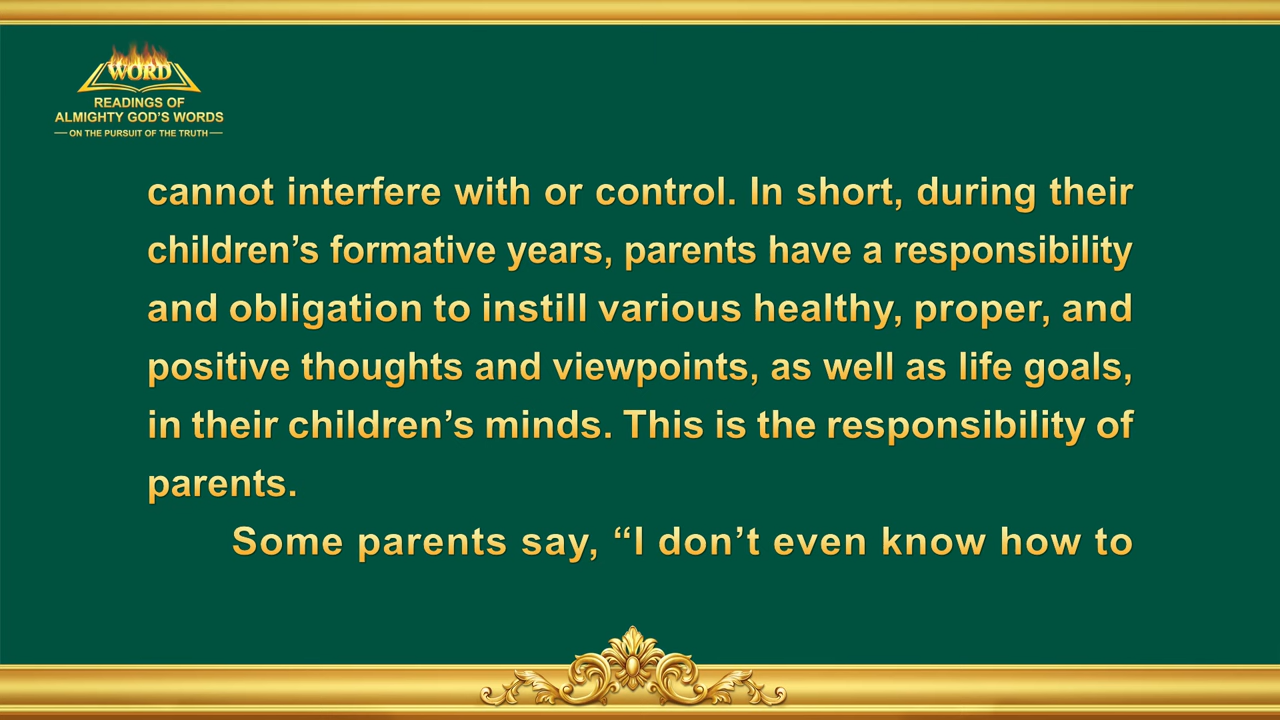 WORD
READINGS OF
ALMIGHTY GOD'S WORDS
— ON THE PURSUIT OF THE TRUTH —
cannot interfere with or control. In short, during their
children’s formative years, parents have a responsibility
and obligation to instill various healthy, proper, and
positive thoughts and viewpoints, as well as life goals,
in their children’s minds. This is the responsibility of
parents.
Some parents say, “I don’t even know how to